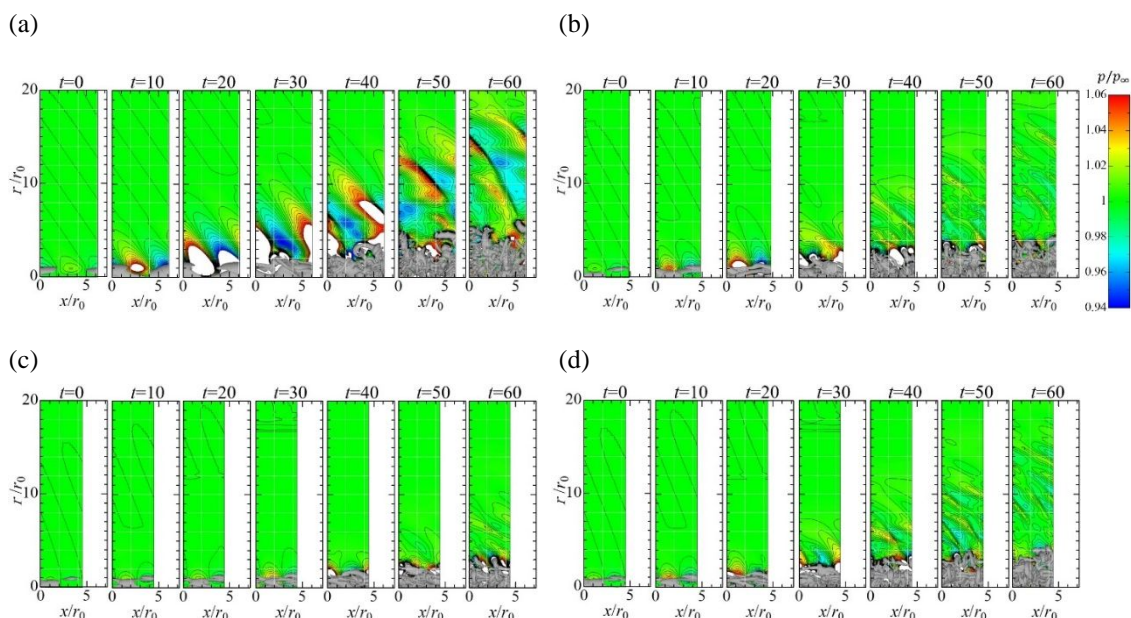 (a) (b)
t=0 t=10 t=20 t=30 t=40 t=50 t=60 t=0 t=10 t=20 t=30 t=40 t=50 t=60 p/p∞
20 20 1.06
1.04
1.02
r/r0 10 r/r0 10 1
0.98
0.96
0 0 0.94
0 5 0 5 0 5 0 5 0 5 0 5 0 5 0 5 0 5 0 5 0 5 0 5 0 5 0 5
x/r0 x/r0 x/r0 x/r0 x/r0 x/r0 x/r0 x/r0 x/r0 x/r0 x/r0 x/r0 x/r0 x/r0
(c) (d)
t=0 t=10 t=20 t=30 t=40 t=50 t=60 t=0 t=10 t=20 t=30 t=40 t=50 t=60
20 20
r/r0 10 r/r0 10
0 0
0 5 0 5 0 5 0 5 0 5 0 5 0 5 0 5 0 5 0 5 0 5 0 5 0 5 0 5
x/r0 x/r0 x/r0 x/r0 x/r0 x/r0 x/r0 x/r0 x/r0 x/r0 x/r0 x/r0 x/r0 x/r0